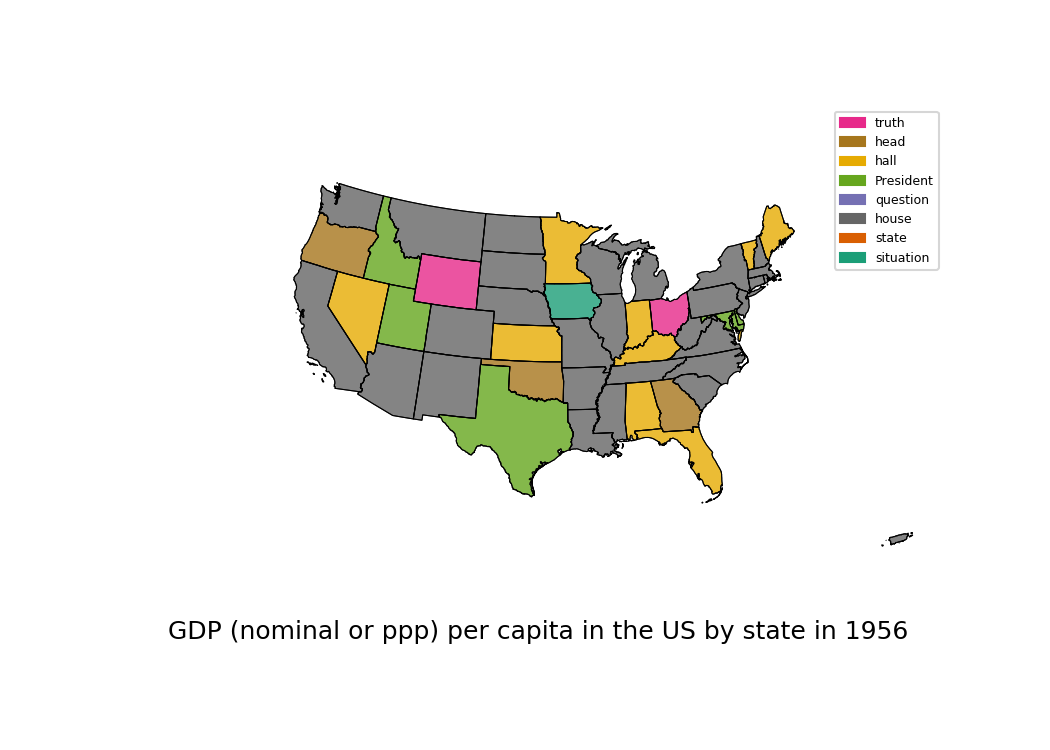 truth
head
hall
President
question
house
state
situation
GDP (nominal or ppp) per capita in the US by state in 1956